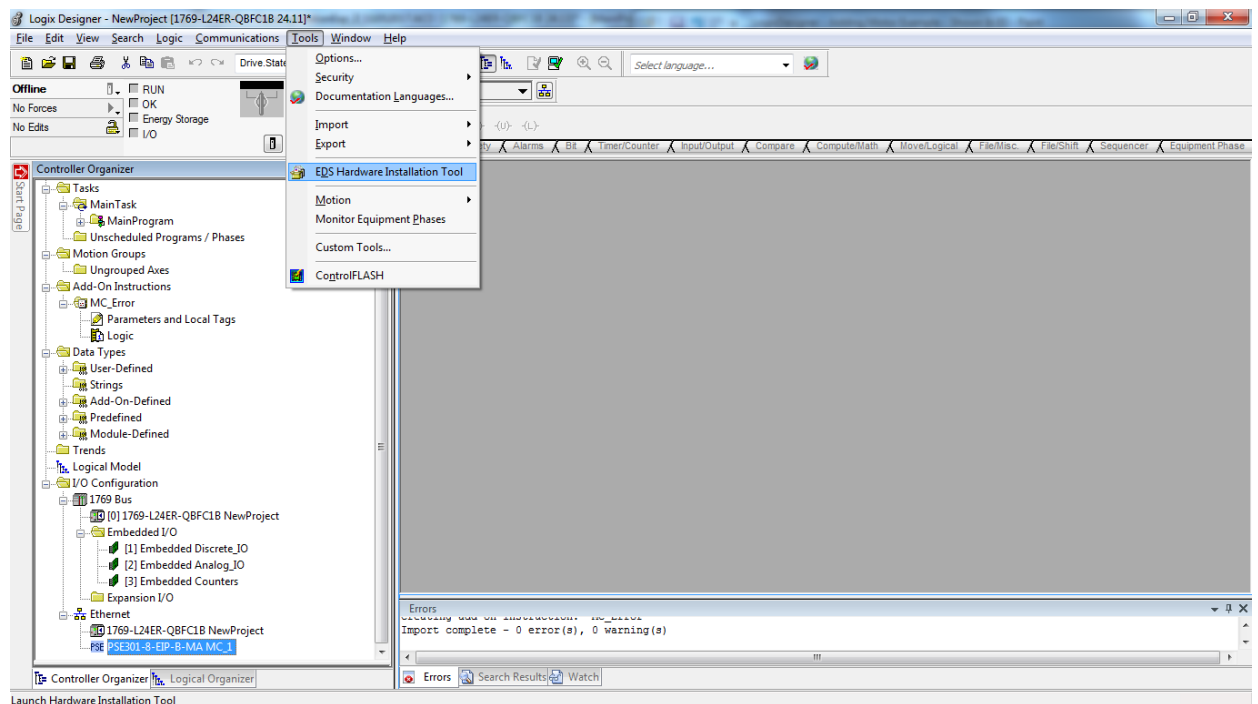 Logix Designer - NewProject [1769-L24ER-QBFC1B 24.11]*
File Edit View Search Logic Communications Tools Window Help
Drive.State
Select language...
Options...
Security
Documentation Languages...
Import
Export
EDS Hardware Installation Tool
Motion
Monitor Equipment Phases
Custom Tools...
ControlFLASH
Offline
RUN
No Forces
OK
Energy Storage
No Edits
I/O
Alarms Bit Timer/Counter Input/Output Compare Compute/Math Move/Logical File/Misc. File/Shift Sequencer Equipment Phase
Start Page
Controller Organizer
Tasks
MainTask
MainProgram
Unscheduled Programs / Phases
Motion Groups
Ungrouped Axes
Add-On Instructions
MC_Error
Parameters and Local Tags
Logic
Data Types
User-Defined
Strings
Add-On-Defined
Predefined
Module-Defined
Trends
Logical Model
I/O Configuration
1769 Bus
[0] 1769-L24ER-QBFC1B NewProject
Embedded I/O
[1] Embedded Discrete_IO
[2] Embedded Analog_IO
[3] Embedded Counters
Expansion I/O
Ethernet
1769-L24ER-QBFC1B NewProject
PSE PSE301-8-EIP-B-MA MC_1
Controller Organizer Logical Organizer
Errors
Import complete - 0 error(s), 0 warning(s)
Errors Search Results Watch
Launch Hardware Installation Tool